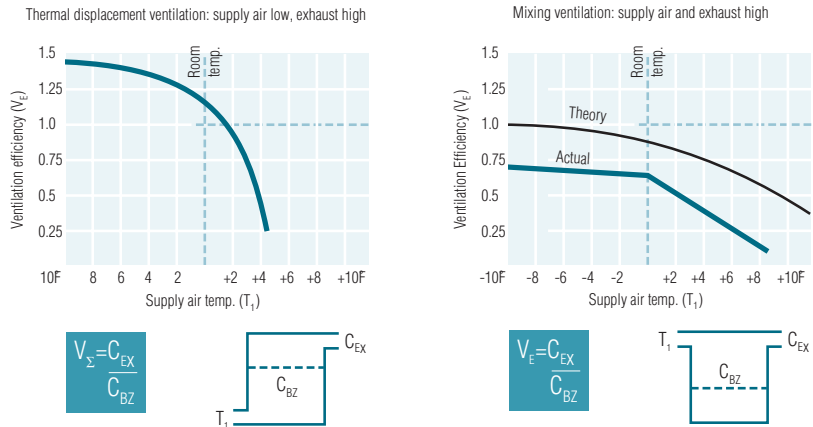 Thermal displacement ventilation: supply air low, exhaust high
Room
temp.
Ventilation efficiency (VE)
1.5
1.25
1.0
0.75
0.5
0.25
10F 8 6 4 2 +2 +4 +6 +8 +10F
Supply air temp. (T1)
VΣ=CEX
CBZ
CEX
CBZ
T1
Mixing ventilation: supply air and exhaust high
Room
temp.
Ventilation Efficiency (VE)
1.5
1.25
1.0
0.75
0.5
0.25
Theory
Actual
-10F -8 -6 -4 -2 +2 +4 +6 +8 +10F
Supply air temp. (T1)
VE=CEX
CBZ
T1
CEX
CBZ